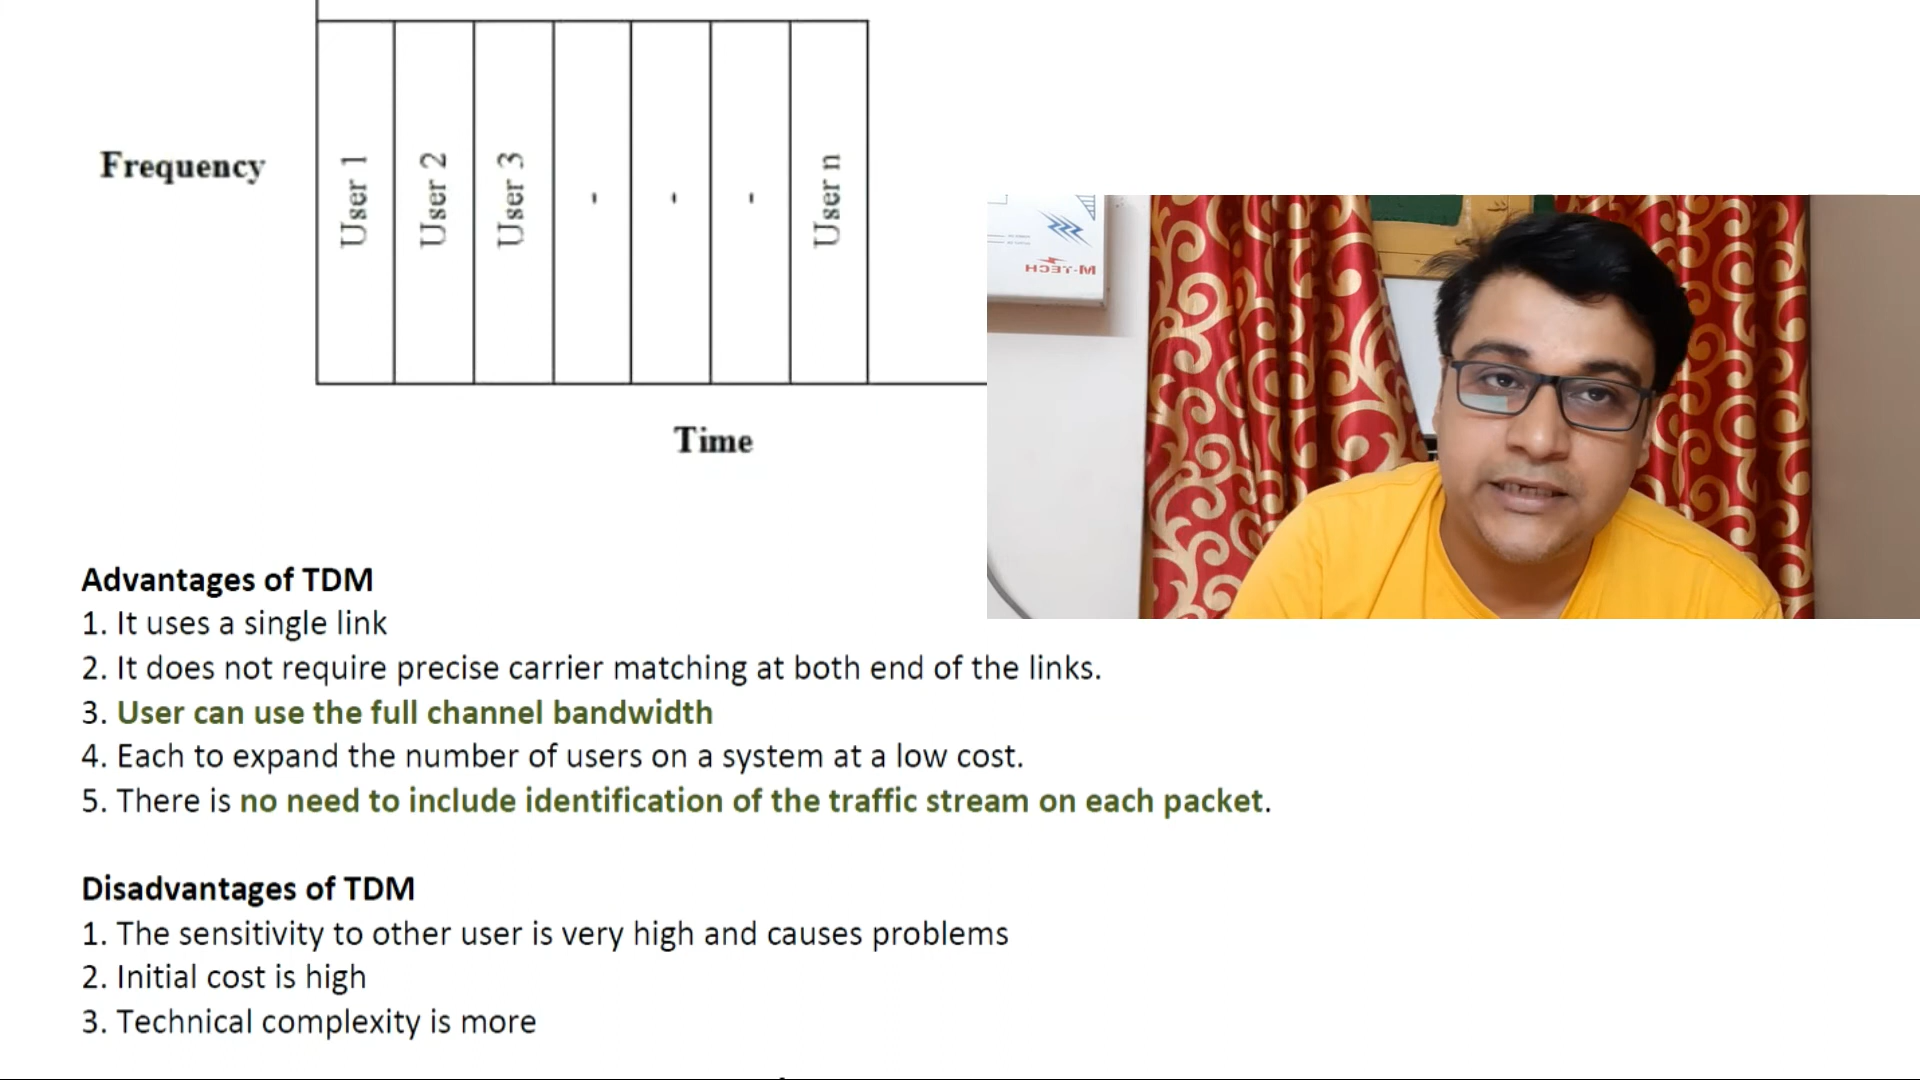 Frequency
User 1
User 2
User 3
-
-
-
User n
Time
M-TECH
Advantages of TDM
1. It uses a single link
2. It does not require precise carrier matching at both end of the links.
3. User can use the full channel bandwidth
4. Each to expand the number of users on a system at a low cost.
5. There is no need to include identification of the traffic stream on each packet.
Disadvantages of TDM
1. The sensitivity to other user is very high and causes problems
2. Initial cost is high
3. Technical complexity is more